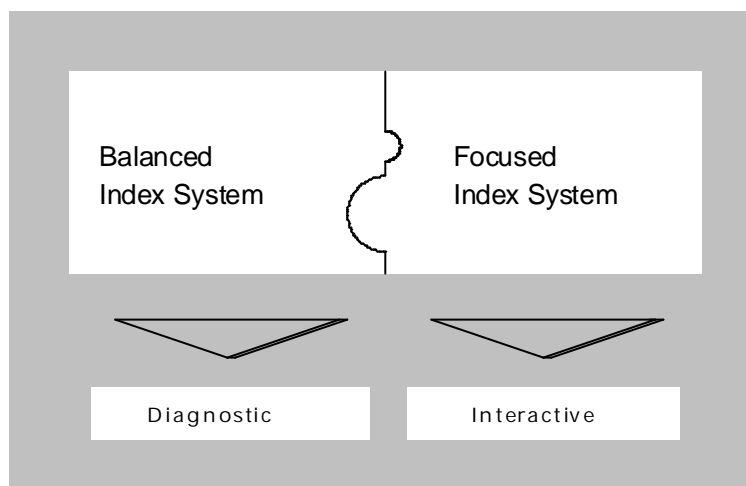 Balanced
Index System
Focused
Index System
Diagnostic
Interactive